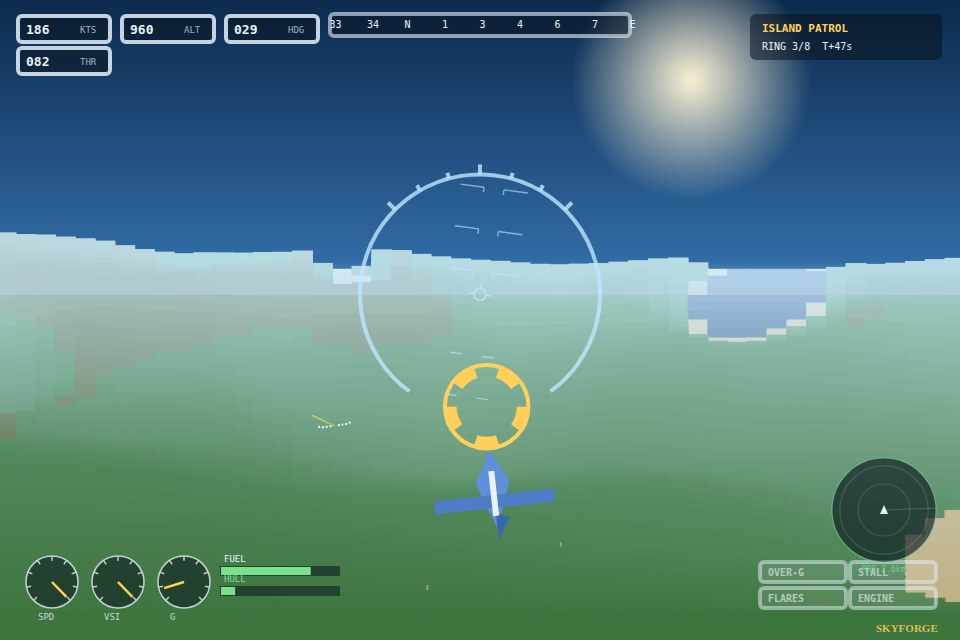 186 KTS 960 ALT 029 HDG
33 34 N 1 3 4 6 7 E
082 THR
ISLAND PATROL
RING 3/8 T+47s
FUEL
HULL
SPD VSI G
OVER-G STALL
FLARES ENGINE
SKYFORGE